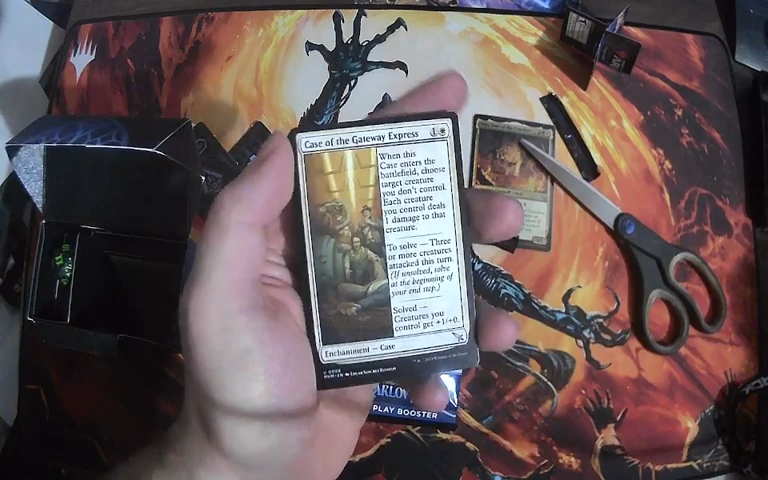 Case of the Gateway Express 1
When this
Case enters the
battlefield, choose
target creature
you don't control.
Each creature
you control deals
1 damage to that
creature.
To solve — Three
or more creatures
attacked this turn.
(If unsolved, solve
at the beginning of
your end step.)
Solved —
Creatures you
control get +1/+0.
Enchantment — Case
PLAY BOOSTER